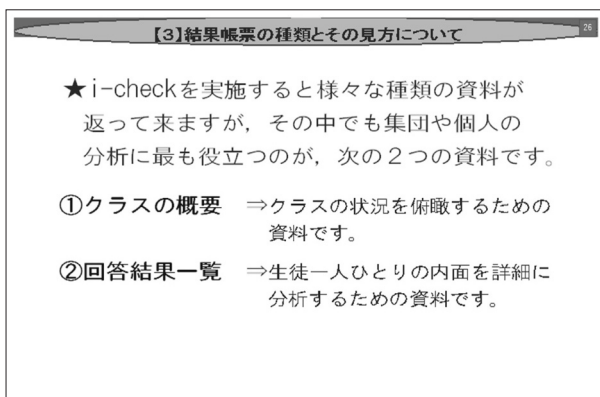 【3】結果帳票の種類とその見方について
26
★i-checkを実施すると様々な種類の資料が
返って来ますが，その中でも集団や個人の
分析に最も役立つのが，次の２つの資料です。
①クラスの概要 ⇒クラスの状況を俯瞰するための
資料です。
②回答結果一覧 ⇒生徒一人ひとりの内面を詳細に
分析するための資料です。